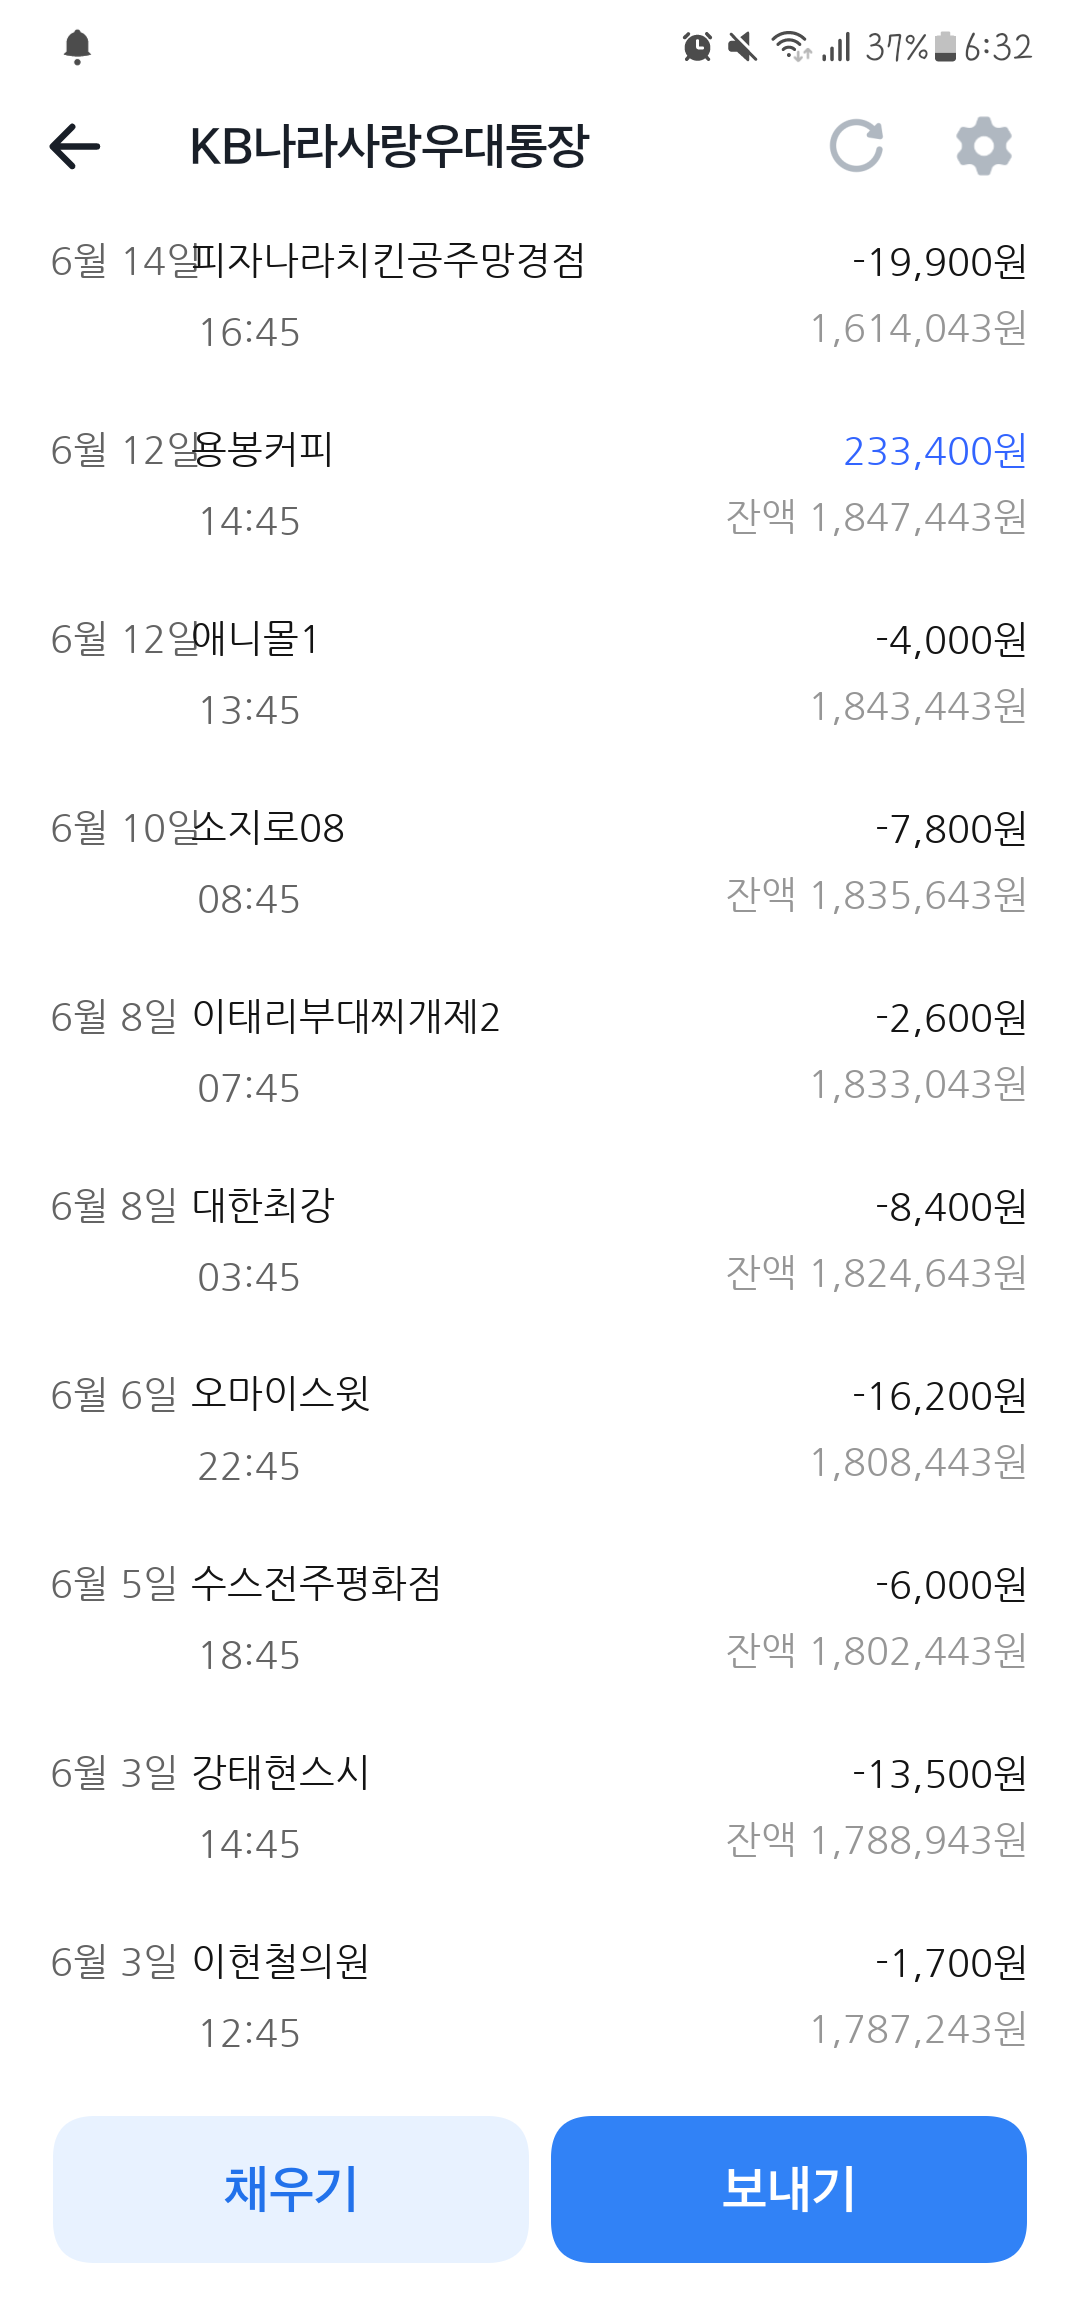 37% 6:32
KB나라사랑우대통장
6월 14일 피자나라치킨공주망경점 -19,900원
16:45 1,614,043원
6월 12일 용봉커피 233,400원
14:45 잔액 1,847,443원
6월 12일 애니몰1 -4,000원
13:45 1,843,443원
6월 10일 소지로08 -7,800원
08:45 잔액 1,835,643원
6월 8일 이태리부대찌개제2 -2,600원
07:45 1,833,043원
6월 8일 대한최강 -8,400원
03:45 잔액 1,824,643원
6월 6일 오마이스윗 -16,200원
22:45 1,808,443원
6월 5일 수스전주평화점 -6,000원
18:45 잔액 1,802,443원
6월 3일 강태현스시 -13,500원
14:45 잔액 1,788,943원
6월 3일 이현철의원 -1,700원
12:45 1,787,243원
채우기 보내기